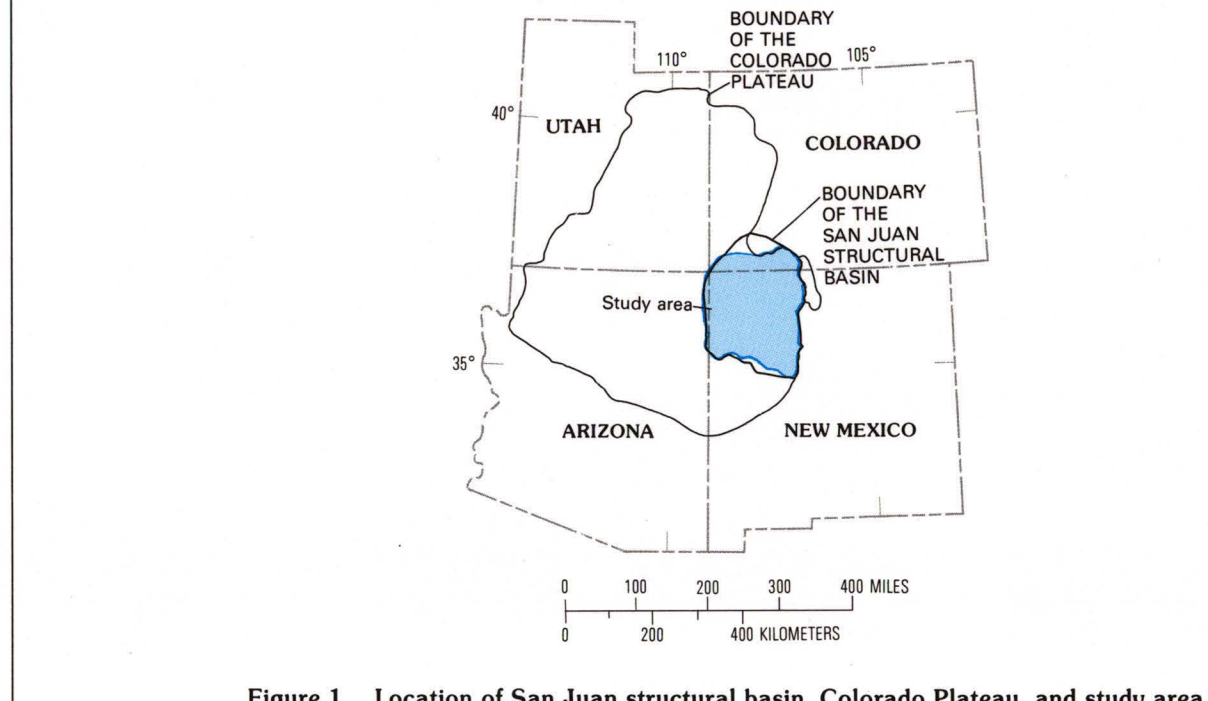 BOUNDARY
OF THE
COLORADO
PLATEAU
110°
105°
40°
UTAH
COLORADO
BOUNDARY
OF THE
SAN JUAN
STRUCTURAL
BASIN
Study area
35°
ARIZONA
NEW MEXICO
0 100 200 300 400 MILES
0 200 400 KILOMETERS
Figure 1. Location of San Juan structural basin, Colorado Plateau, and study area